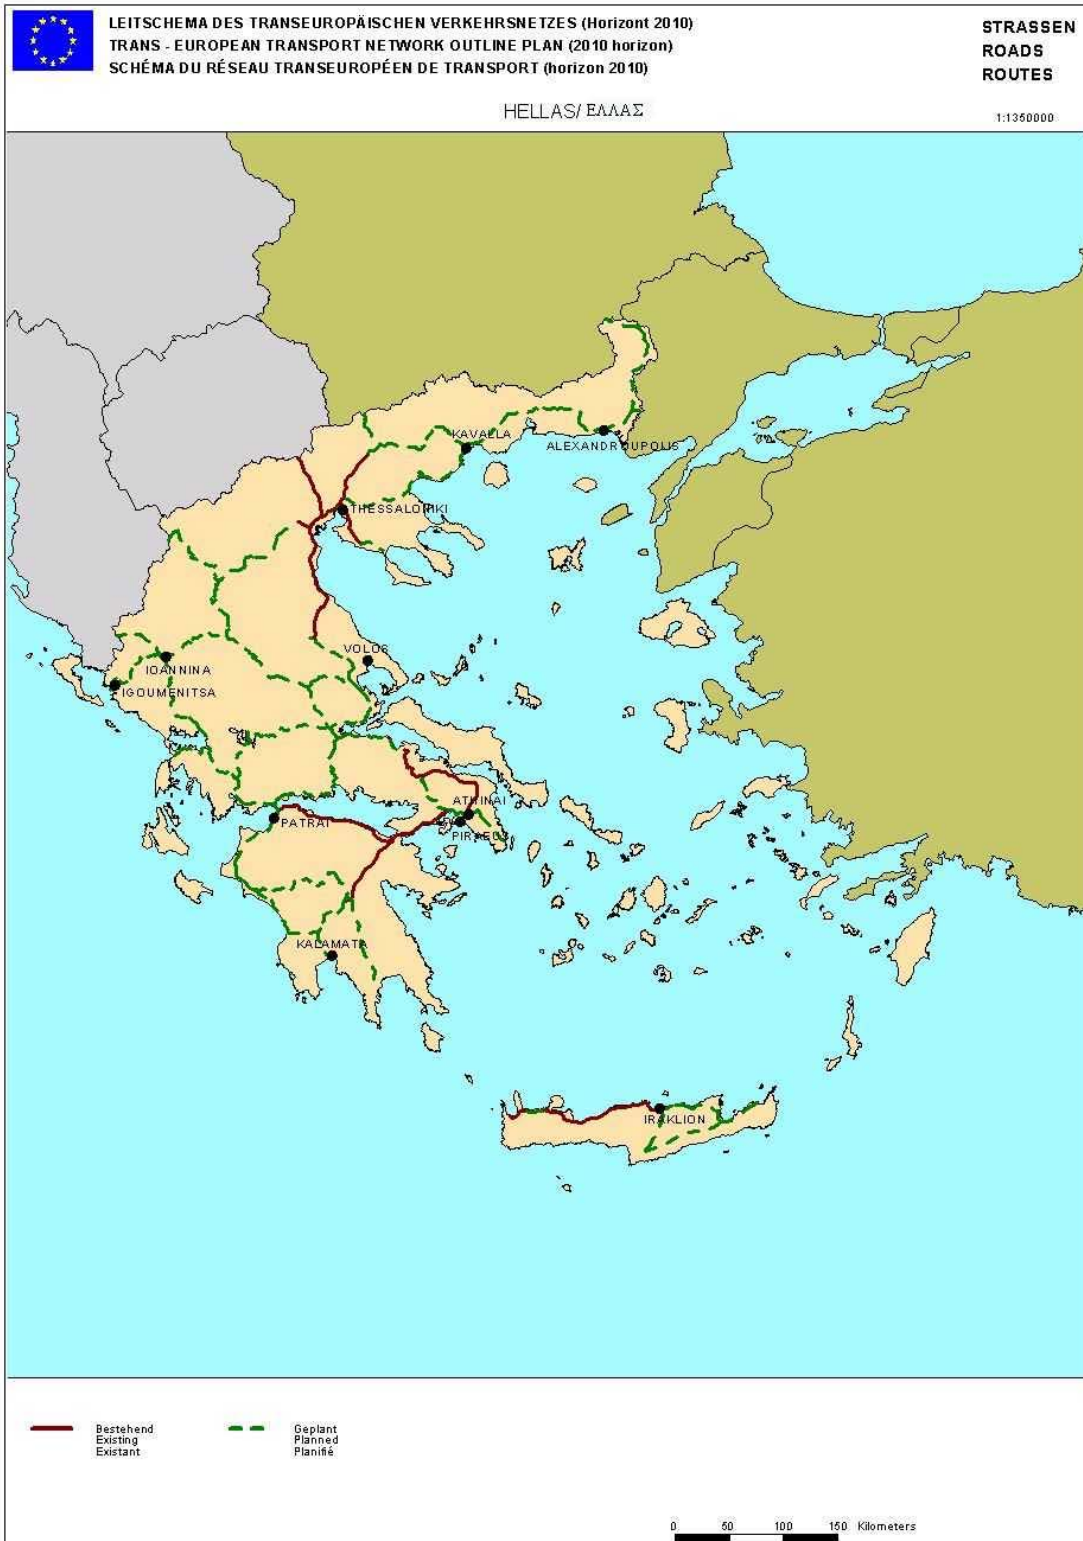 LEITSCHEMA DES TRANSEUROPÄISCHEN VERKEHRSNETZES (Horizont 2010)
TRANS - EUROPEAN TRANSPORT NETWORK OUTLINE PLAN (2010 horizon)
SCHÉMA DU RÉSEAU TRANSEUROPÉEN DE TRANSPORT (horizon 2010)
STRASSEN
ROADS
ROUTES
HELLAS/ ΕΛΛΑΣ
1:1350000
KAVALLA
ALEXANDROUPOLIS
THESSALONIKI
VOLOS
IOANNINA
IGOUMENITSA
ATHINAI
PATRAI
PIRAEUS
KALAMATA
IRAKLION
Bestehend
Existing
Existant
Geplant
Planned
Planifié
0 50 100 150 Kilometers